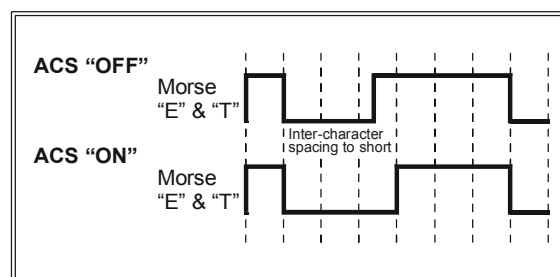 ACS “OFF”
Morse
“E” & “T”
Inter-character
spacing to short
ACS “ON”
Morse
“E” & “T”